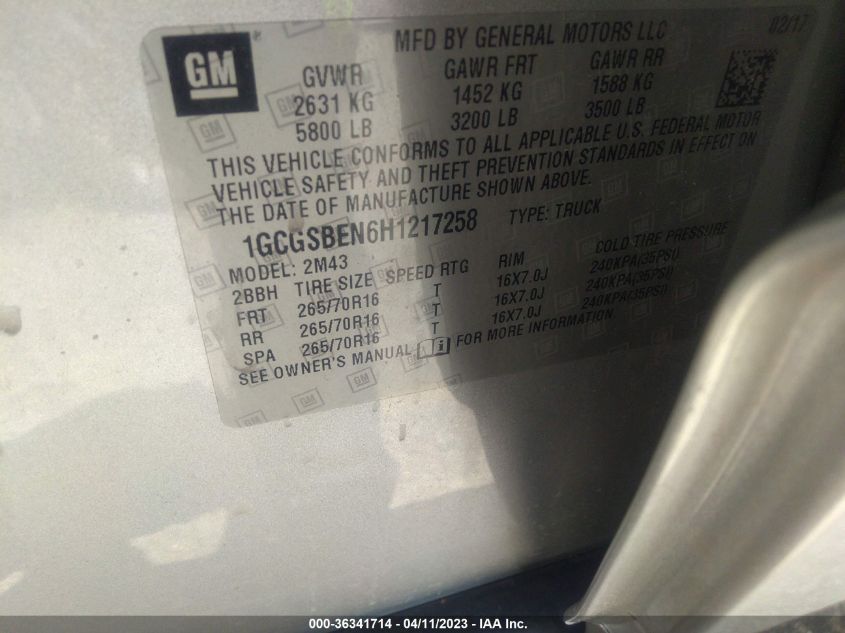 GM
MFD BY GENERAL MOTORS LLC 02/17
GVWR GAWR FRT GAWR RR
2631 KG 1452 KG 1588 KG
5800 LB 3200 LB 3500 LB
THIS VEHICLE CONFORMS TO ALL APPLICABLE U.S. FEDERAL MOTOR
VEHICLE SAFETY AND THEFT PREVENTION STANDARDS IN EFFECT ON
THE DATE OF MANUFACTURE SHOWN ABOVE.
1GCGSBEN6H1217258 TYPE: TRUCK
MODEL: 2M43
2BBH TIRE SIZE SPEED RTG RIM COLD TIRE PRESSURE
FRT 265/70R16 T 16X7.0J 240KPA(35PSI)
RR 265/70R16 T 16X7.0J 240KPA(35PSI)
SPA 265/70R16 T 16X7.0J 240KPA(35PSI)
SEE OWNER'S MANUAL FOR MORE INFORMATION
000-36341714 - 04/11/2023 - IAA Inc.